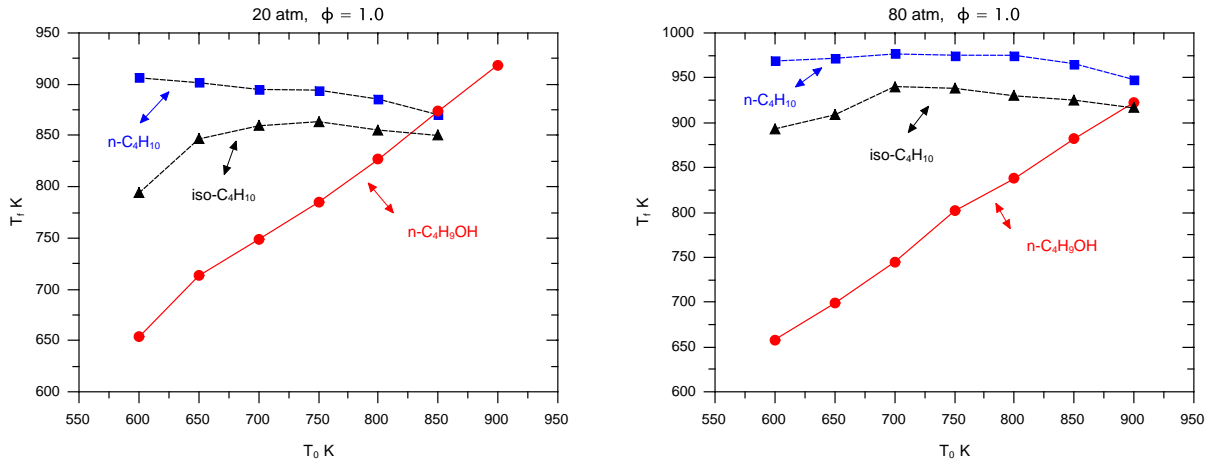 20 atm, ϕ = 1.0
950
900
850
800
750
700
650
600
T_f K
n-C₄H₁₀
iso-C₄H₁₀
n-C₄H₉OH
550 600 650 700 750 800 850 900 950
T₀ K
80 atm, ϕ = 1.0
1000
950
900
850
800
750
700
650
600
T_f K
n-C₄H₁₀
iso-C₄H₁₀
n-C₄H₉OH
550 600 650 700 750 800 850 900 950
T₀ K